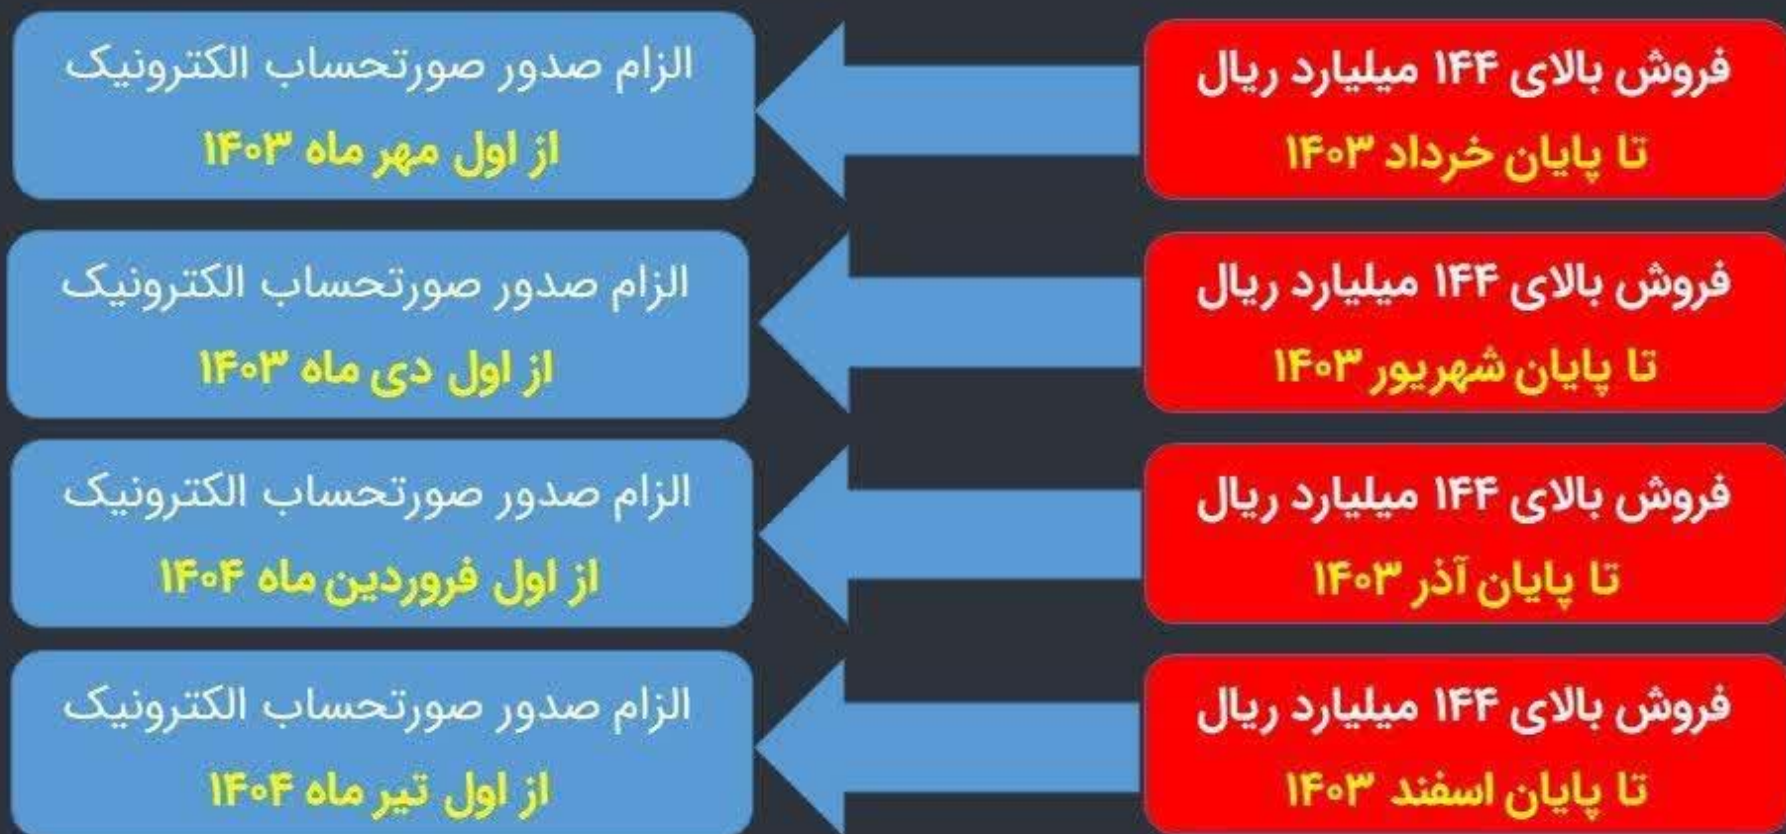 فروش بالای ۱۴۴ میلیارد ریال
تا پایان خرداد ۱۴۰۳
الزام صدور صورتحساب الکترونیک
از اول مهر ماه ۱۴۰۳
فروش بالای ۱۴۴ میلیارد ریال
تا پایان شهریور ۱۴۰۳
الزام صدور صورتحساب الکترونیک
از اول دی ماه ۱۴۰۳
فروش بالای ۱۴۴ میلیارد ریال
تا پایان آذر ۱۴۰۳
الزام صدور صورتحساب الکترونیک
از اول فروردین ماه ۱۴۰۴
فروش بالای ۱۴۴ میلیارد ریال
تا پایان اسفند ۱۴۰۳
الزام صدور صورتحساب الکترونیک
از اول تیر ماه ۱۴۰۴